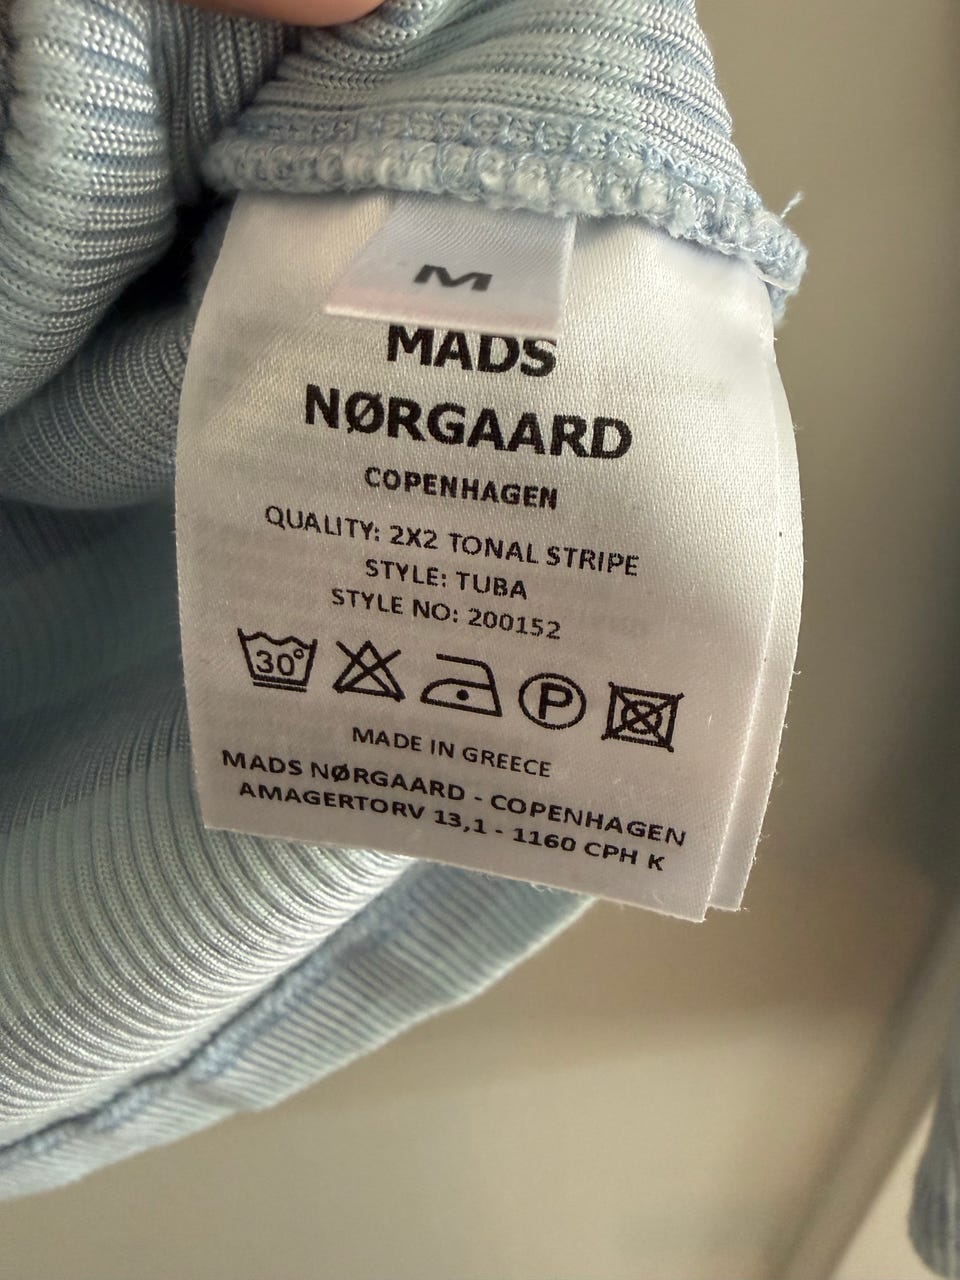 M
MADS
NØRGAARD
COPENHAGEN
QUALITY: 2X2 TONAL STRIPE
STYLE: TUBA
STYLE NO: 200152
30°
P
MADE IN GREECE
MADS NØRGAARD - COPENHAGEN
AMAGERTORV 13,1 - 1160 CPH K